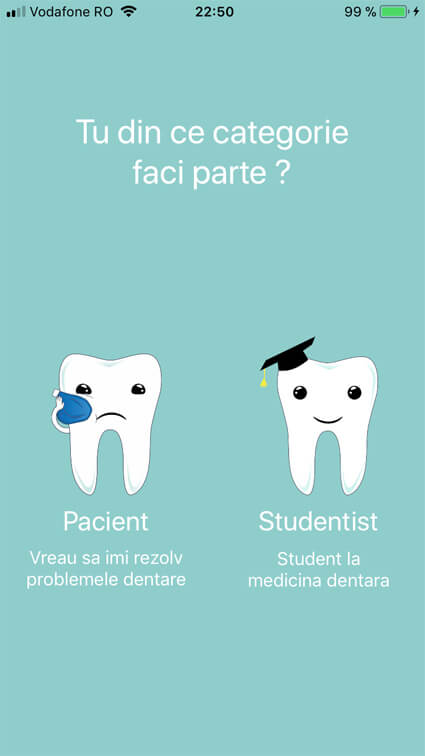 Vodafone RO 22:50 99 %
Tu din ce categorie
faci parte ?
Pacient
Vreau sa imi rezolv
problemele dentare
Studentist
Student la
medicina dentara